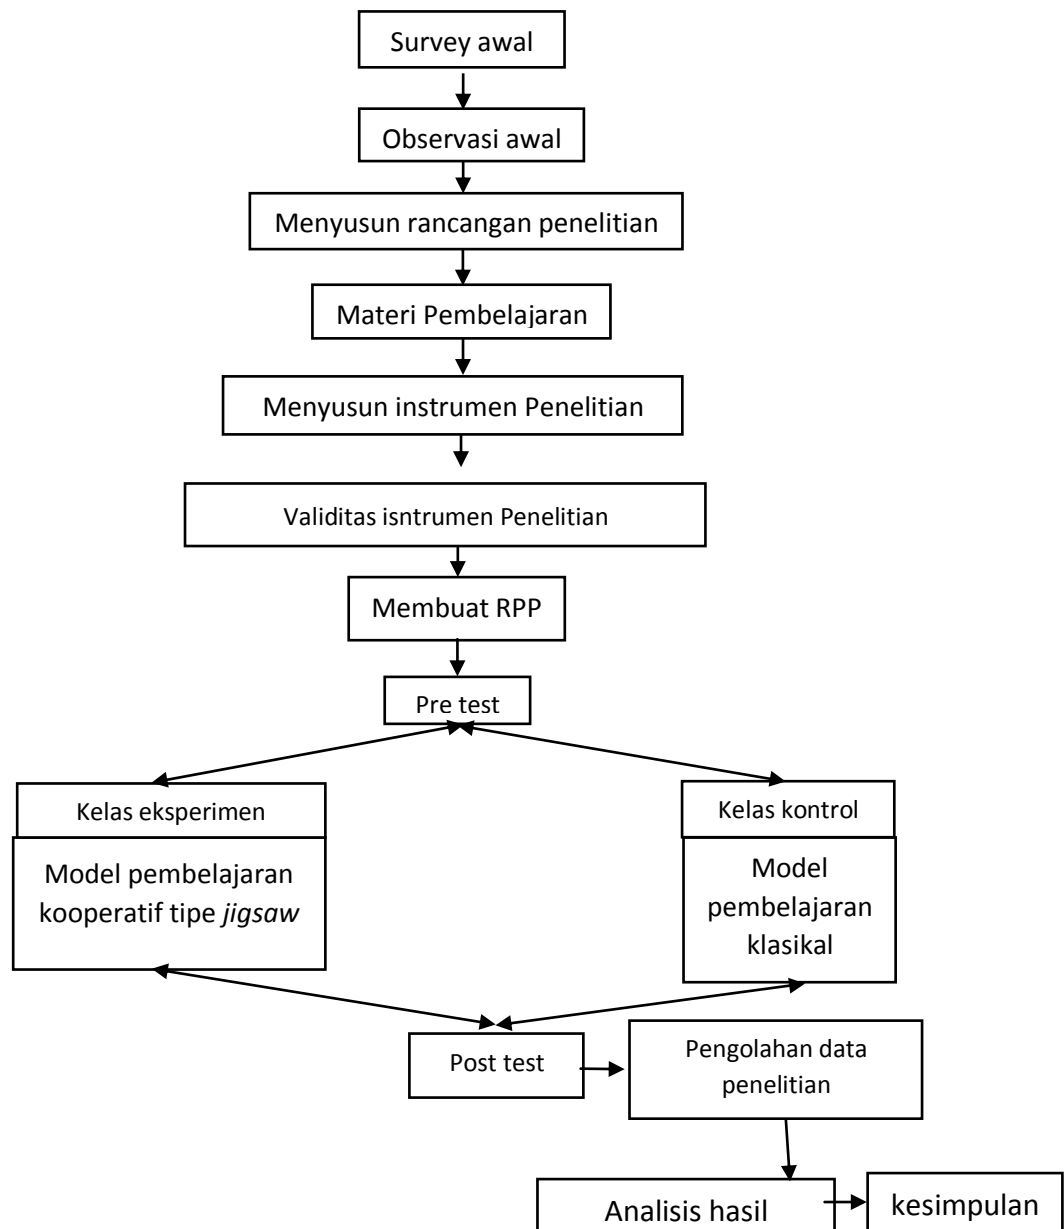 Survey awal
Observasi awal
Menyusun rancangan penelitian
Materi Pembelajaran
Menyusun instrumen Penelitian
Validitas isntrumen Penelitian
Membuat RPP
Pre test
Kelas eksperimen
Model pembelajaran
kooperatif tipe jigsaw
Kelas kontrol
Model
pembelajaran
klasikal
Post test
Pengolahan data
penelitian
Analisis hasil
kesimpulan